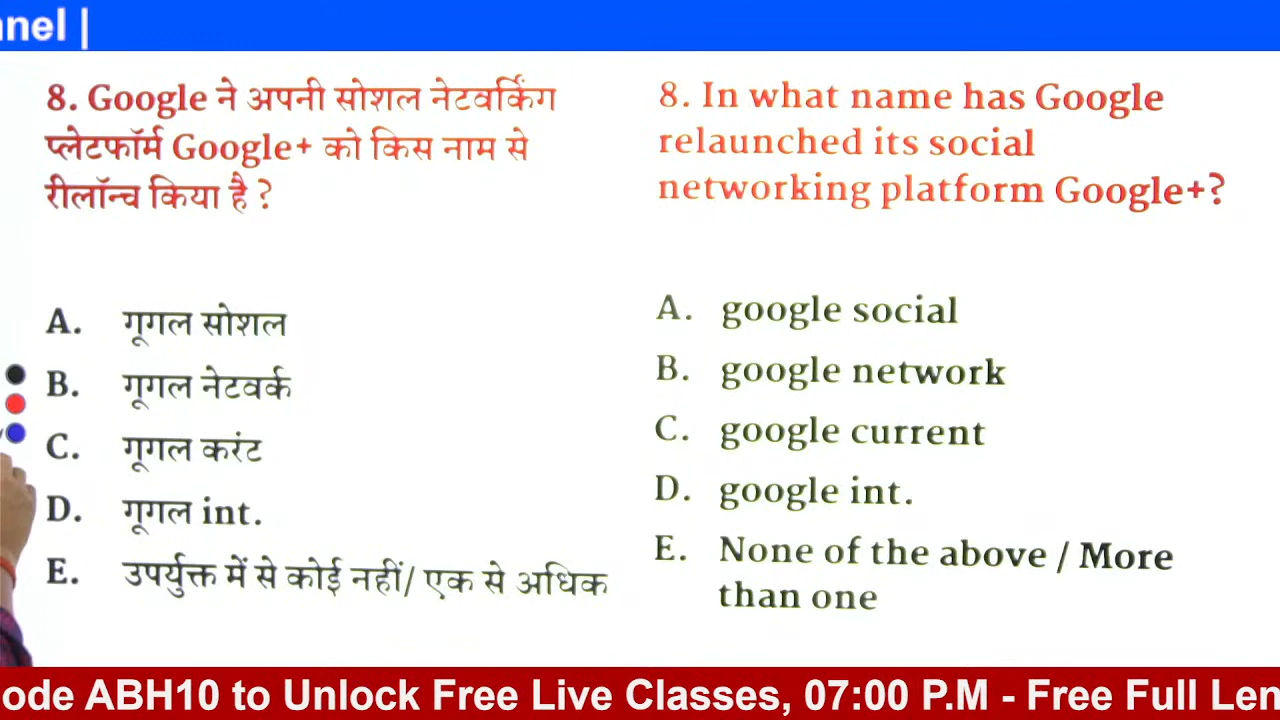 nnel |
8. Google ने अपनी सोशल नेटवर्किंग
प्लेटफॉर्म Google+ को किस नाम से
रीलॉन्च किया है ?
A. गूगल सोशल
B. गूगल नेटवर्क
C. गूगल करंट
D. गूगल int.
E. उपर्युक्त में से कोई नहीं/ एक से अधिक
8. In what name has Google
relaunched its social
networking platform Google+?
A. google social
B. google network
C. google current
D. google int.
E. None of the above / More
than one
ode ABH10 to Unlock Free Live Classes, 07:00 P.M - Free Full Len